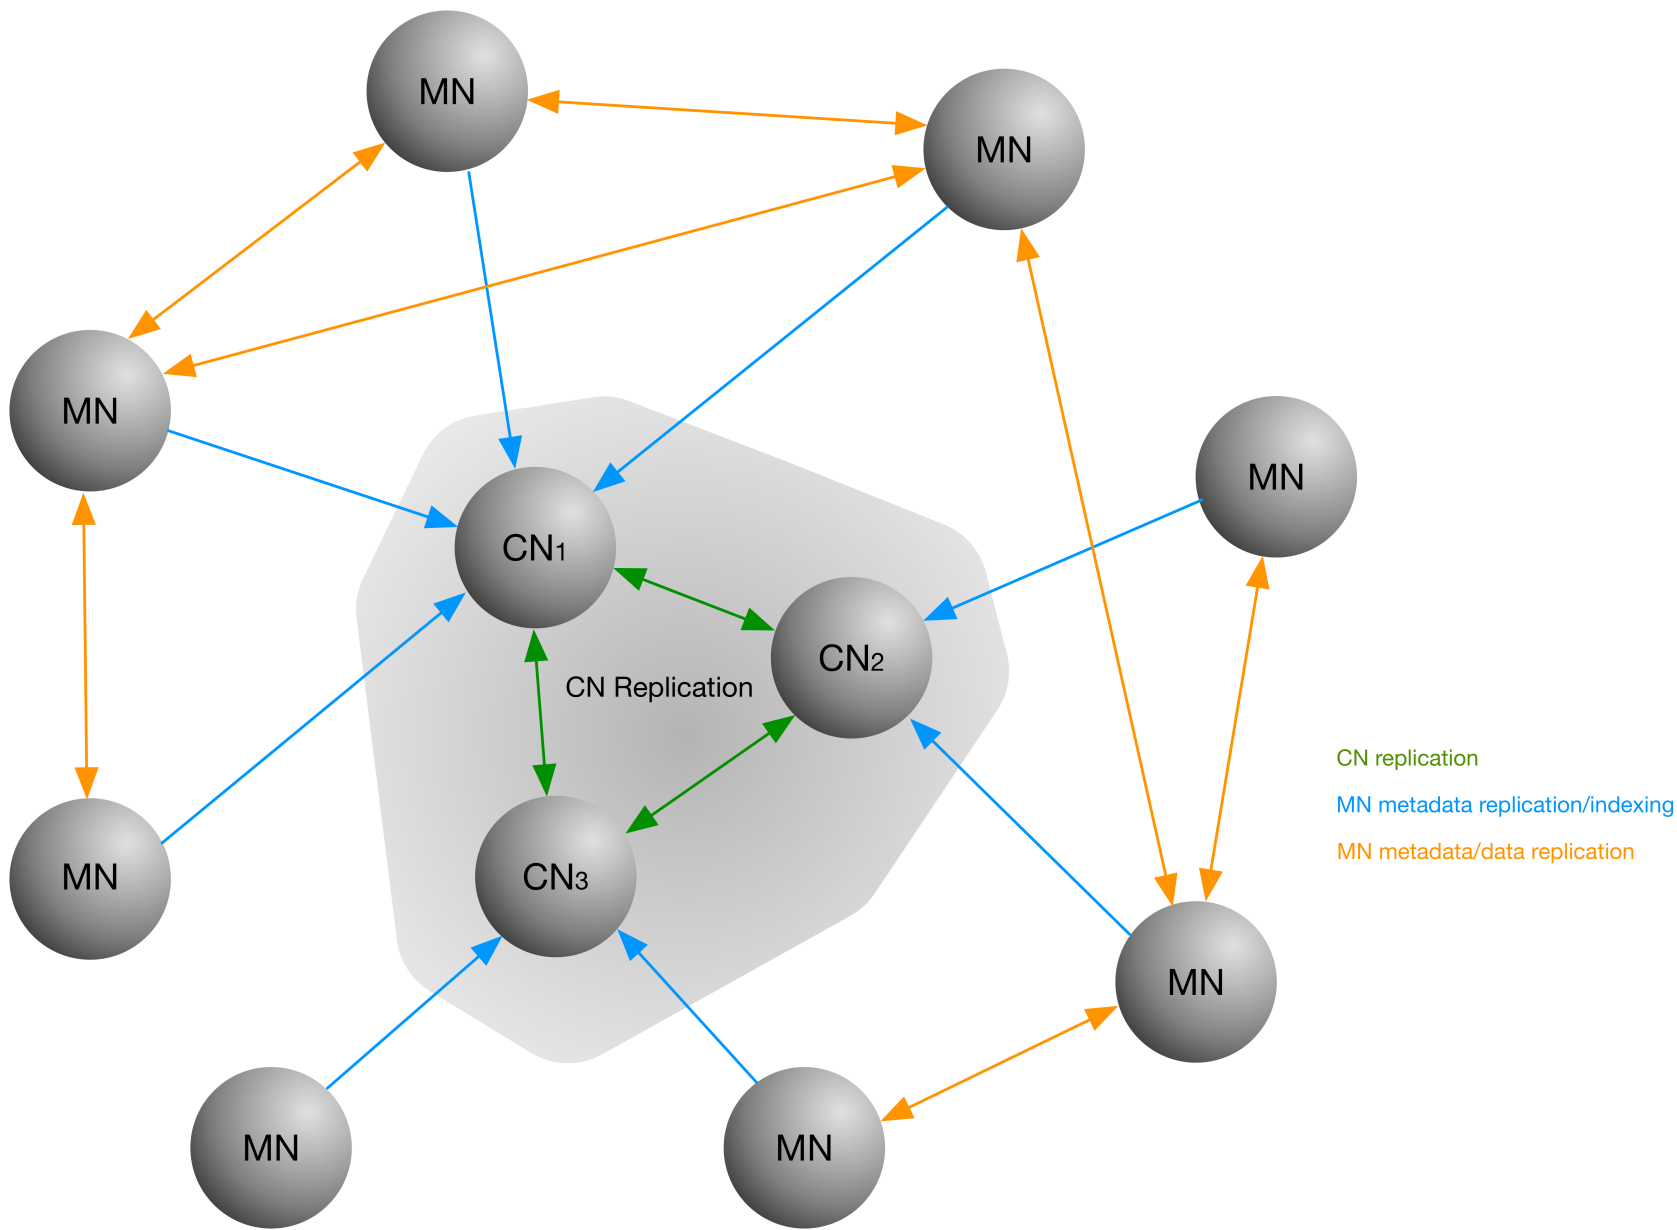 MN
MN
MN
MN
CN1
CN2
CN Replication
CN replication
MN metadata replication/indexing
MN metadata/data replication
MN
CN3
MN
MN
MN